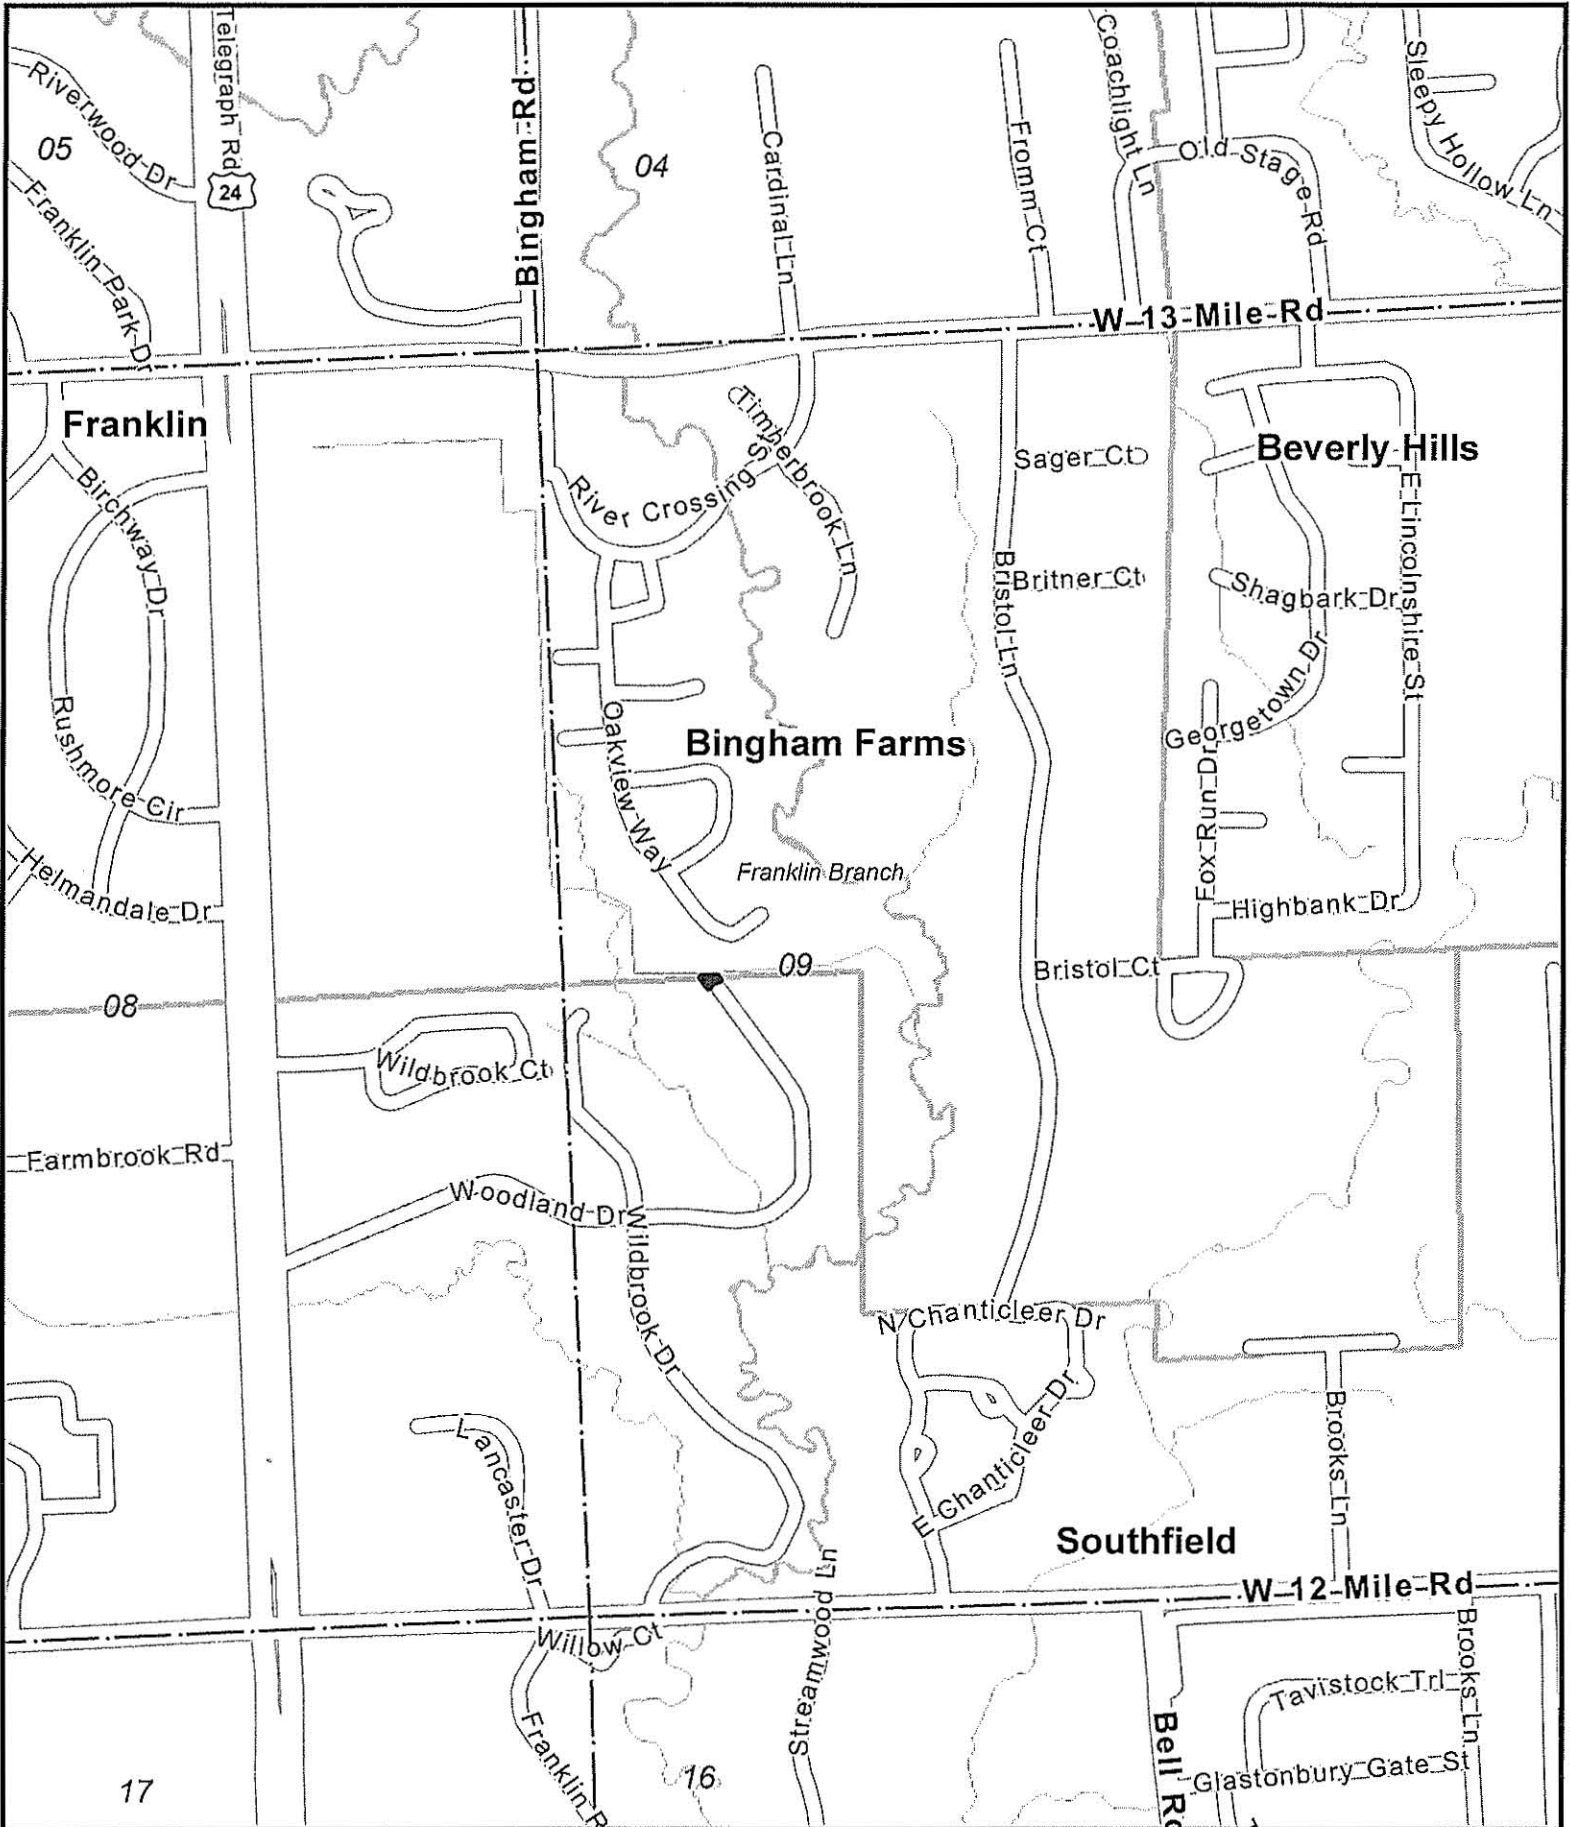 Telegraph Rd
Coachlight Ln
Sleepy Hollow Ln
Riverwood Dr
Bingham Rd
05
04
Cardinal Ln
Fromm Ct
Old Stage Rd
24
Franklin Park Dr
W 13 Mile Rd
Franklin
Timberbrook Ln
Beverly Hills
Sager Ct
Birchway Dr
River Crossing St
E Lincolnshire St
Bristol Ln
Britner Ct
Shagbark Dr
Georgetown Dr
Rushmore Cir
Oakview Way
Bingham Farms
Fox Run Dr
Helmandale Dr
Franklin Branch
Highbank Dr
09
Bristol Ct
08
Wildbrook Ct
Farmbrook Rd
Woodland Dr
Wildbrook Dr
N Chanticleer Dr
E Chanticleer Dr
Lancaster Dr
Brooks Ln
Southfield
W 12 Mile Rd
Willow Ct
Streamwood Ln
Brooks Ln
Tavistock Trl
Bell Rd
Franklin R
17
16
Glastonbury Gate St